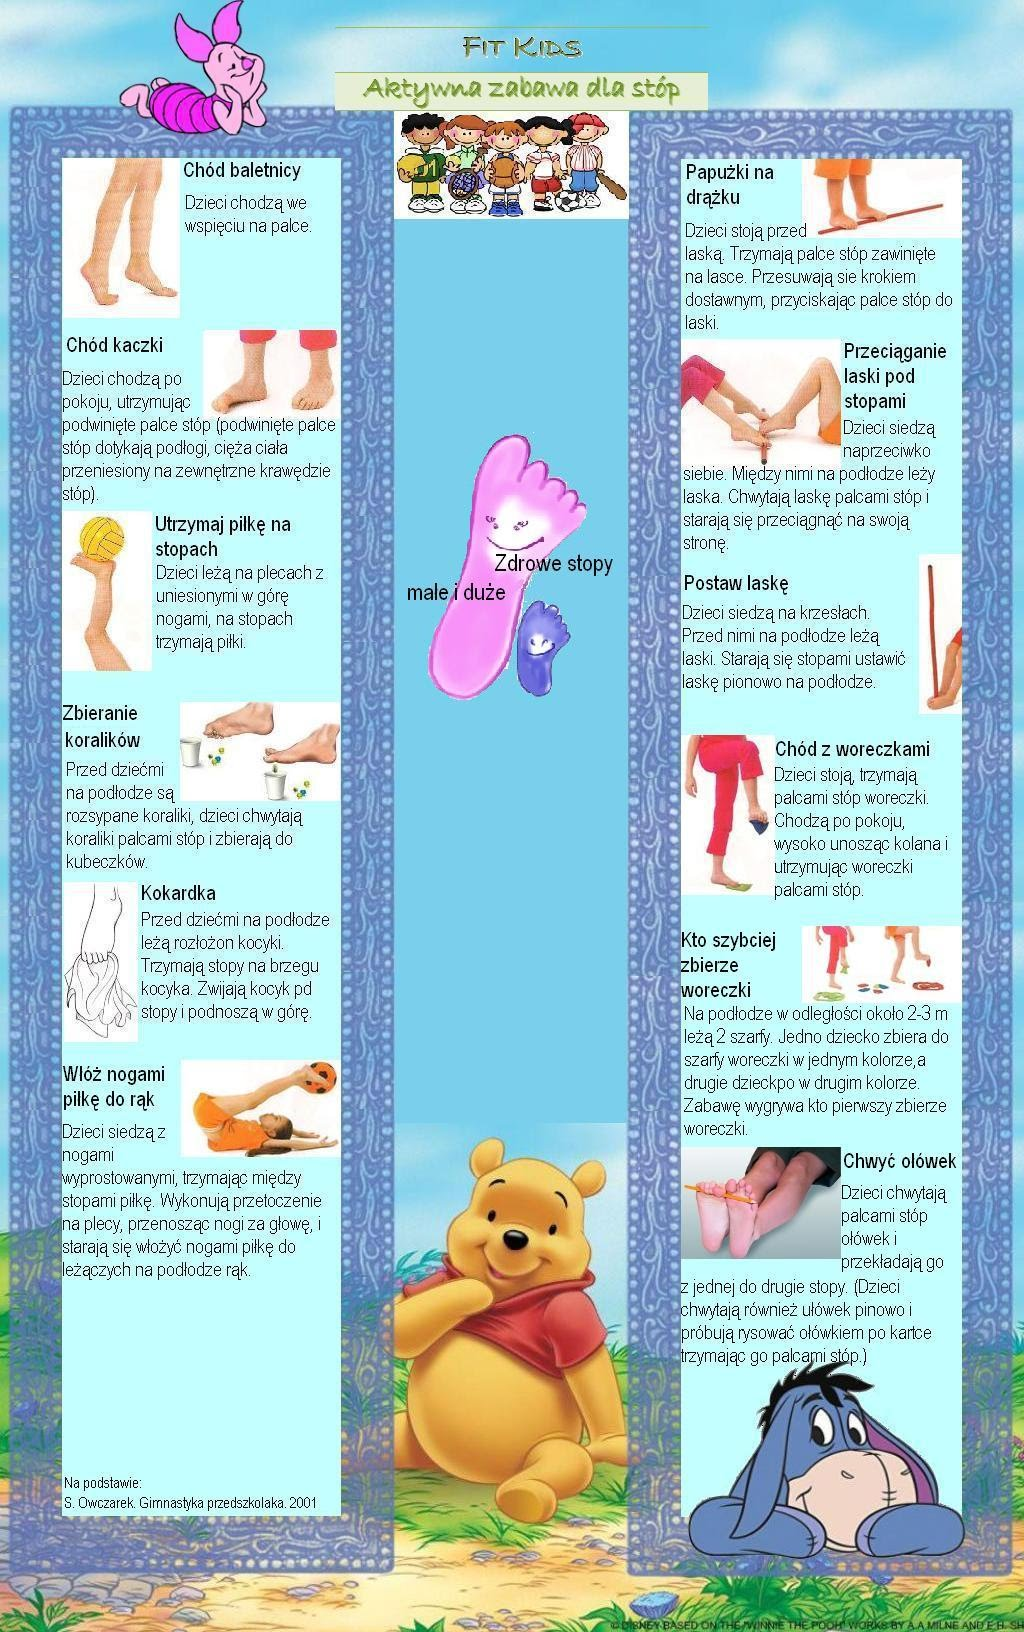 Fit Kids
Aktywna zabawa dla stóp
Chód baletnicy
Dzieci chodzą we
wspięciu na palce.
Chód kaczki
Dzieci chodzą po
pokoju, utrzymując
podwinięte palce stóp (podwinięte palce
stóp dotykają podłogi, cięża ciała
przeniesiony na zewnętrzne krawędzie
stóp).
Utrzymaj piłkę na
stopach
Dzieci leżą na plecach z
uniesionymi w górę
nogami, na stopach
trzymają piłki.
Zbieranie
koralików
Przed dziećmi
na podłodze są
rozsypane koraliki, dzieci chwytają
koraliki palcami stóp i zbierają do
kubeczków.
Kokardka
Przed dziećmi na podłodze
leżą rozłożon kocyki.
Trzymają stopy na brzegu
kocyka. Zwijają kocyk pd
stopy i podnoszą w górę.
Włóż nogami
piłkę do rąk
Dzieci siedzą z
nogami
wyprostowanymi, trzymając między
stopami piłkę. Wykonują przetoczenie
na plecy, przenosząc nogi za głowę, i
starają się włożyć nogami piłkę do
leżących na podłodze rąk.
Na podstawie:
S. Owczarek. Gimnastyka przedszkolaka. 2001
Zdrowe stopy
małe i duże
Papużki na
drążku
Dzieci stoją przed
laską. Trzymają palce stóp zawinięte
na lasce. Przesuwają sie krokiem
dostawnym, przyciskając palce stóp do
laski.
Przeciąganie
laski pod
stopami
Dzieci siedzą
naprzeciwko
siebie. Między nimi na podłodze leży
laska. Chwytają laskę palcami stóp i
starają się przeciągnąć na swoją
stronę.
Postaw laskę
Dzieci siedzą na krzesłach.
Przed nimi na podłodze leżą
laski. Starają się stopami ustawić
laskę pionowo na podłodze.
Chód z woreczkami
Dzieci stoją, trzymają
palcami stóp woreczki.
Chodzą po pokoju,
wysoko unosząc kolana i
utrzymując woreczki
palcami stóp.
Kto szybciej
zbierze
woreczki
Na podłodze w odległości około 2-3 m
leżą 2 szarfy. Jedno dziecko zbiera do
szarfy woreczki w jednym kolorze,a
drugie dzieckpo w drugim kolorze.
Zabawę wygrywa kto pierwszy zbierze
woreczki.
Chwyć ołówek
Dzieci chwytają
palcami stóp
ołówek i
przekładają go
z jednej do drugie stopy. (Dzieci
chwytają również ułówek pinowo i
próbują rysować ołówkiem po kartce
trzymając go palcami stóp.)
© DISNEY BASED ON THE "WINNIE THE POOH" WORKS BY A.A MILNE AND E.H. SH